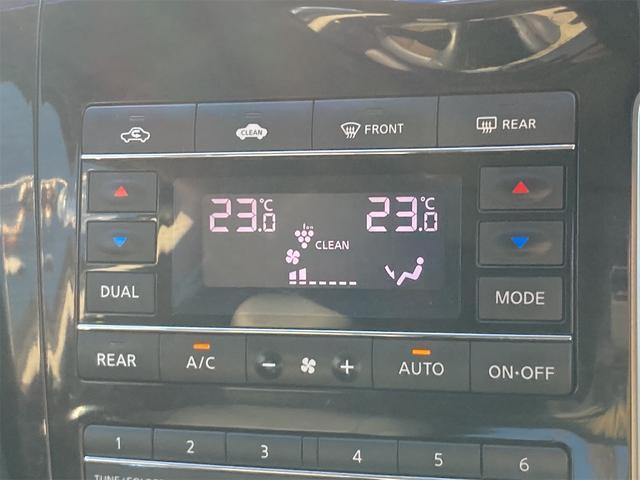 CLEAN FRONT REAR
23.0 °C 23.0 °C
ion
CLEAN
DUAL MODE
REAR A/C − + AUTO ON·OFF
1 2 3 4 5 6